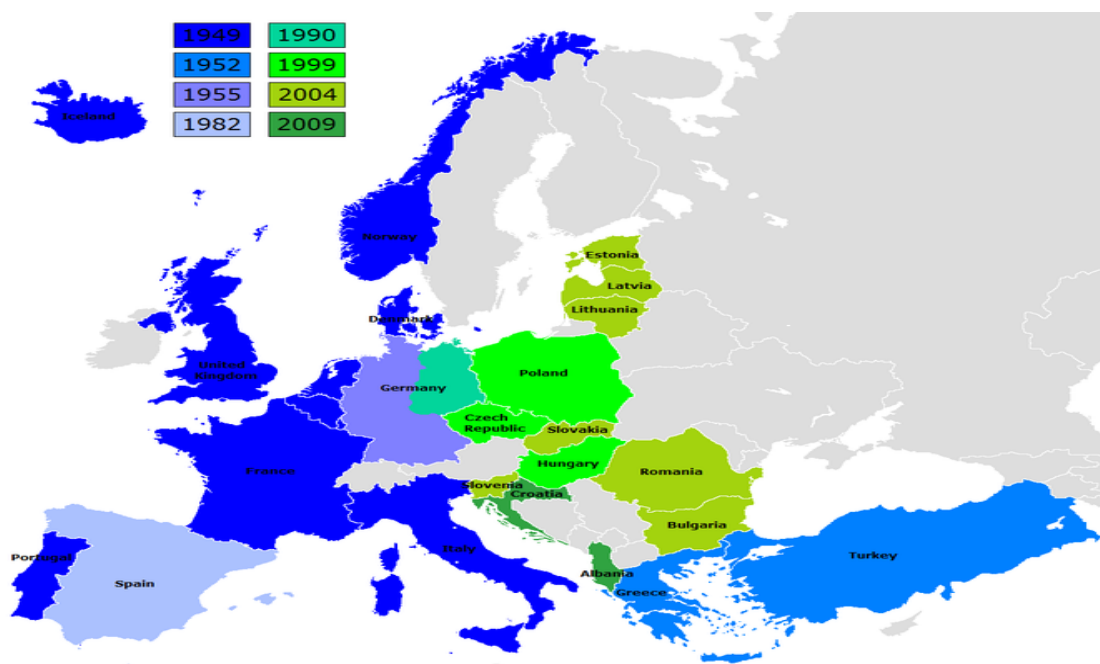 1949 1990
1952 1999
1955 2004
1982 2009
Iceland
Norway
Estonia
Latvia
Lithuania
Denmark
United
Kingdom
Germany
Poland
Czech
Republic
Slovakia
Hungary
France
Slovenia
Croatia
Romania
Bulgaria
Portugal
Spain
Italy
Albania
Greece
Turkey